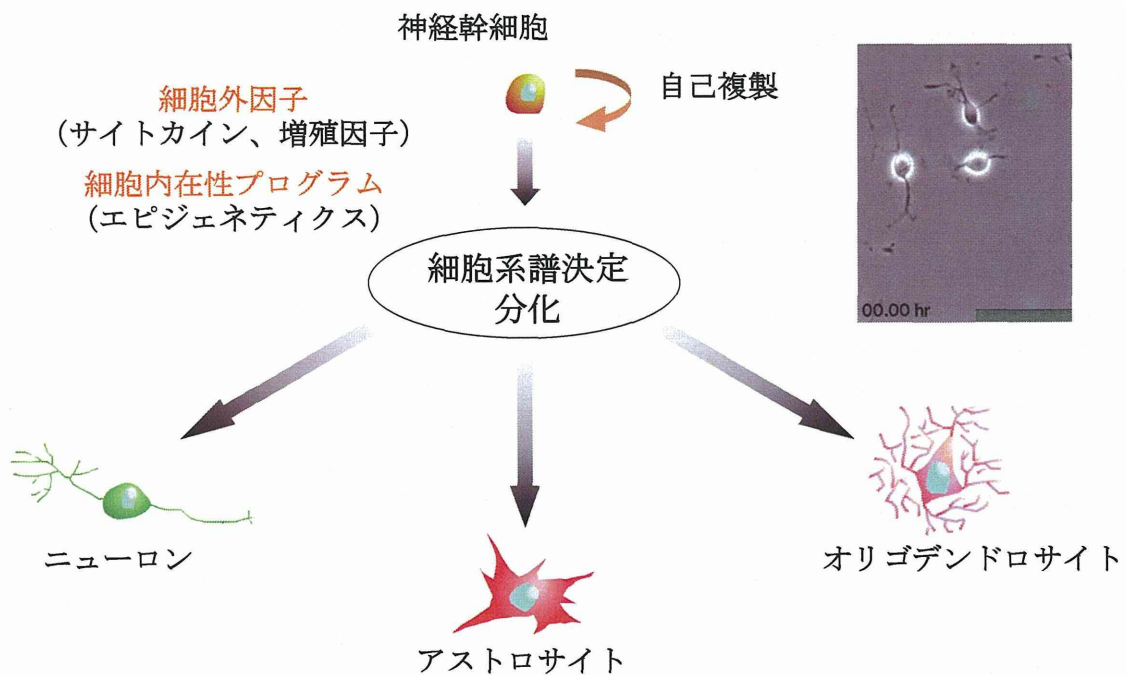 神経幹細胞
自己複製
細胞外因子
(サイトカイン、増殖因子)
細胞内在性プログラム
(エピジェネティクス)
細胞系譜決定
分化
00.00 hr
ニューロン
アストロサイト
オリゴデンドロサイト